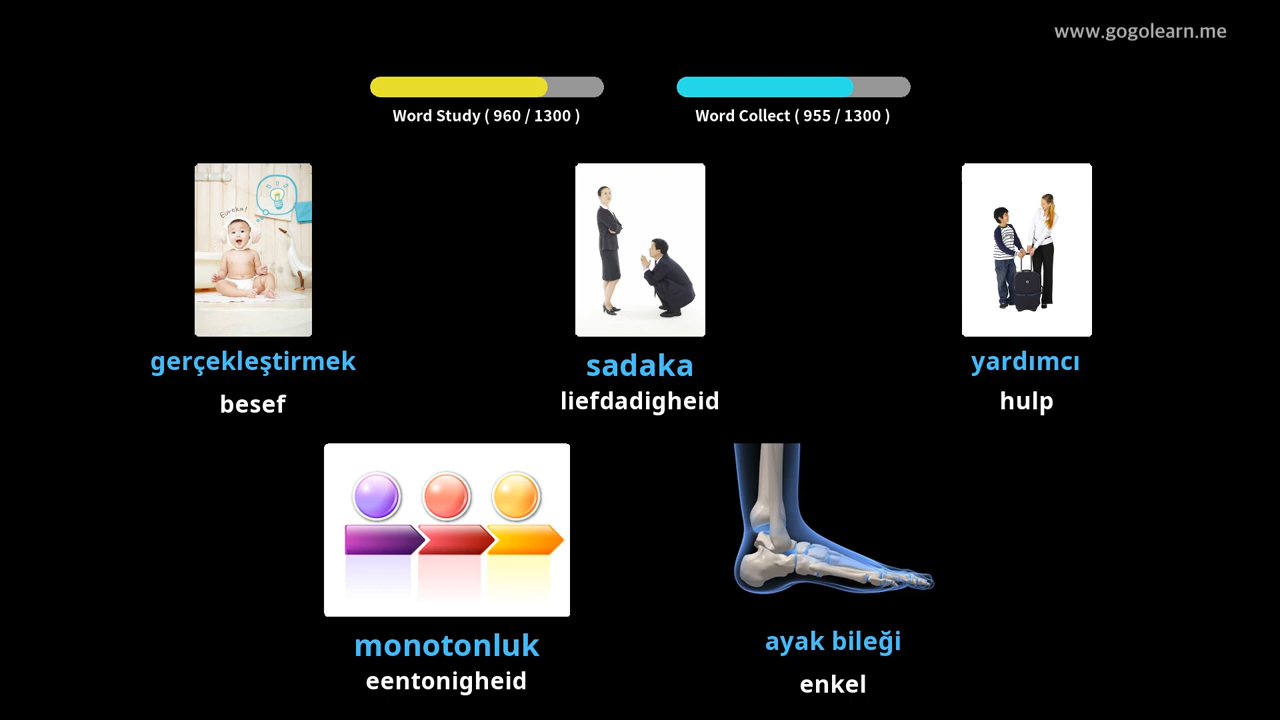 www.gogolearn.me
Word Study ( 960 / 1300 )
Word Collect ( 955 / 1300 )
Eureka!
gerçekleştirmek
besef
sadaka
liefdadigheid
yardımcı
hulp
monotonluk
eentonigheid
ayak bileği
enkel